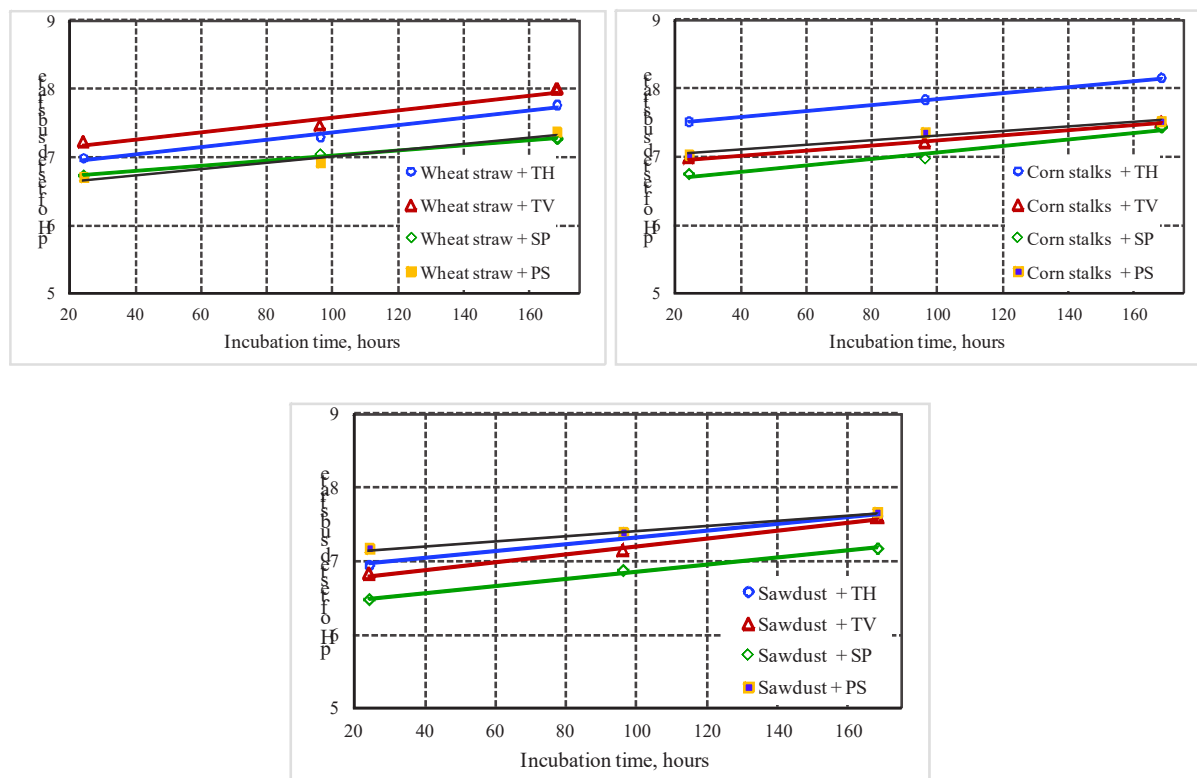 9
8
7
6
5
20
40
60
80
100
120
140
160
Incubation time, hours
Wheat straw + TH
Wheat straw + TV
Wheat straw + SP
Wheat straw + PS
9
8
7
6
5
20
40
60
80
100
120
140
160
Incubation time, hours
Corn stalks + TH
Corn stalks + TV
Corn stalks + SP
Corn stalks + PS
9
8
7
6
5
20
40
60
80
100
120
140
160
Incubation time, hours
Sawdust + TH
Sawdust + TV
Sawdust + SP
Sawdust + PS